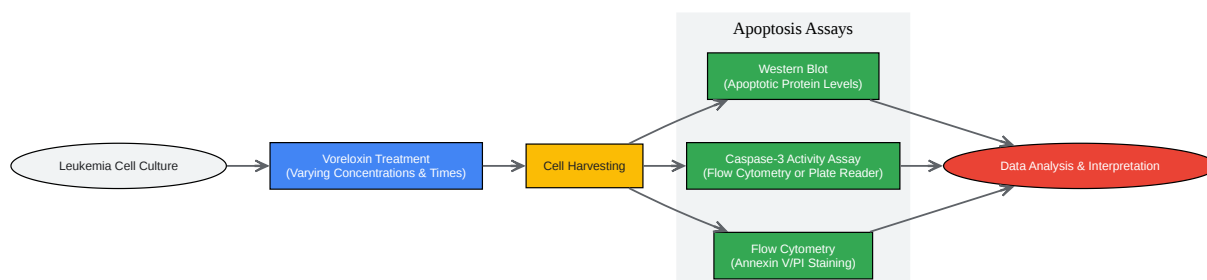 Apoptosis Assays
Western Blot
(Apoptotic Protein Levels)
Leukemia Cell Culture
Voreloxin Treatment
(Varying Concentrations & Times)
Cell Harvesting
Caspase-3 Activity Assay
(Flow Cytometry or Plate Reader)
Data Analysis & Interpretation
Flow Cytometry
(Annexin V/PI Staining)